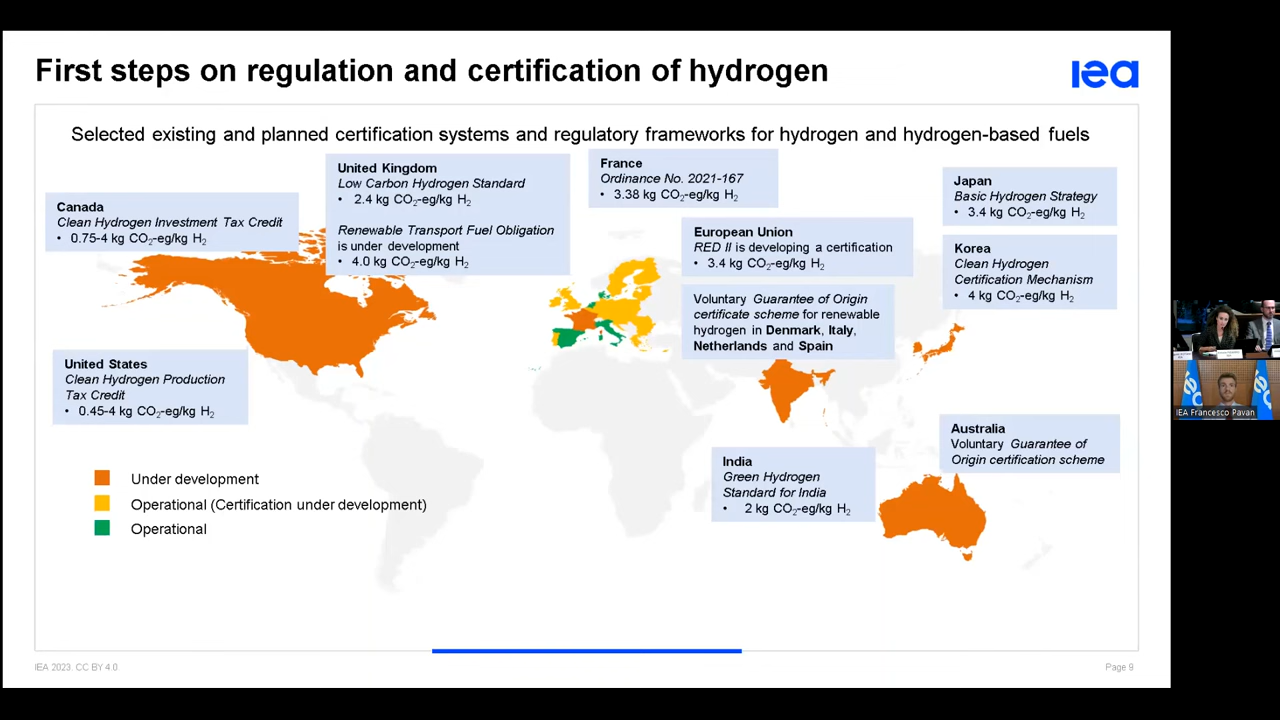 First steps on regulation and certification of hydrogen
iea
Selected existing and planned certification systems and regulatory frameworks for hydrogen and hydrogen-based fuels
Canada
Clean Hydrogen Investment Tax Credit
• 0.75-4 kg CO₂-eg/kg H₂
United Kingdom
Low Carbon Hydrogen Standard
• 2.4 kg CO₂-eg/kg H₂
Renewable Transport Fuel Obligation
is under development
• 4.0 kg CO₂-eg/kg H₂
France
Ordinance No. 2021-167
• 3.38 kg CO₂-eg/kg H₂
European Union
RED II is developing a certification
• 3.4 kg CO₂-eg/kg H₂
Voluntary Guarantee of Origin
certificate scheme for renewable
hydrogen in Denmark, Italy,
Netherlands and Spain
Japan
Basic Hydrogen Strategy
• 3.4 kg CO₂-eg/kg H₂
Korea
Clean Hydrogen
Certification Mechanism
• 4 kg CO₂-eg/kg H₂
United States
Clean Hydrogen Production
Tax Credit
• 0.45-4 kg CO₂-eg/kg H₂
India
Green Hydrogen
Standard for India
• 2 kg CO₂-eg/kg H₂
Australia
Voluntary Guarantee of
Origin certification scheme
Under development
Operational (Certification under development)
Operational
IEA 2023. CC BY 4.0.
Page 9
IEA Francesco Pavan